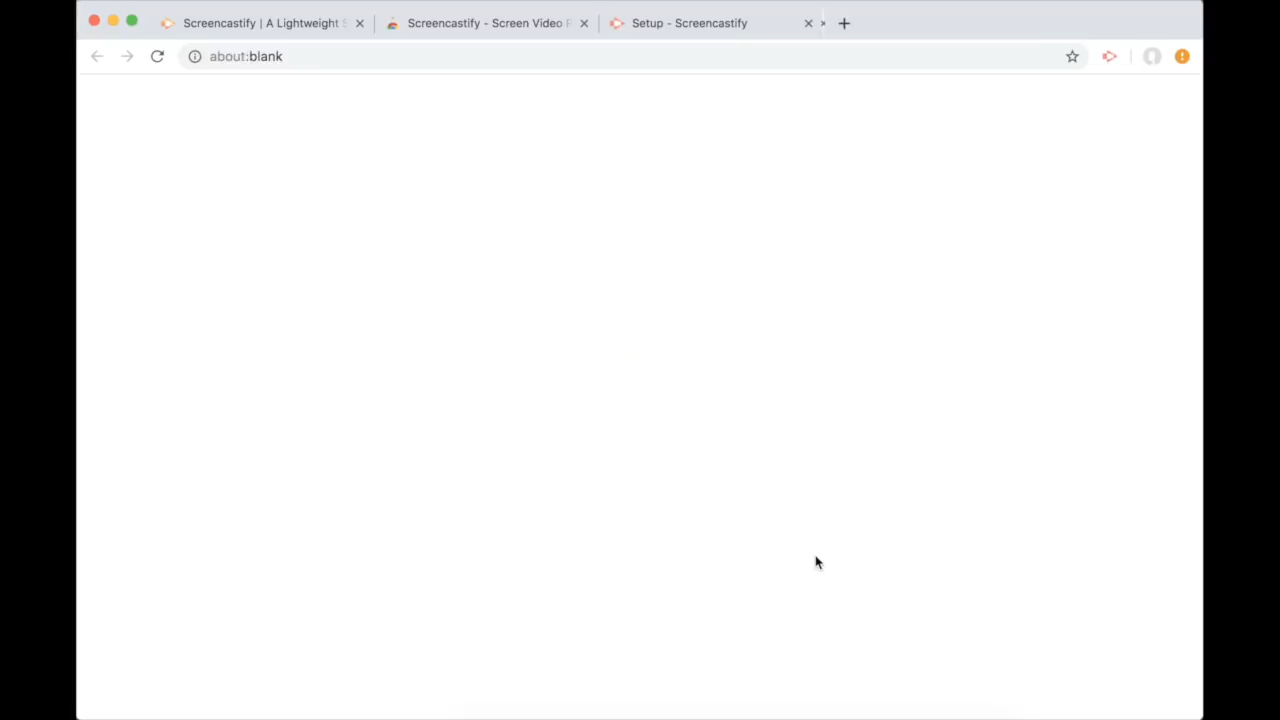 Screencastify | A Lightweight
Screencastify - Screen Video
Setup - Screencastify
about:blank